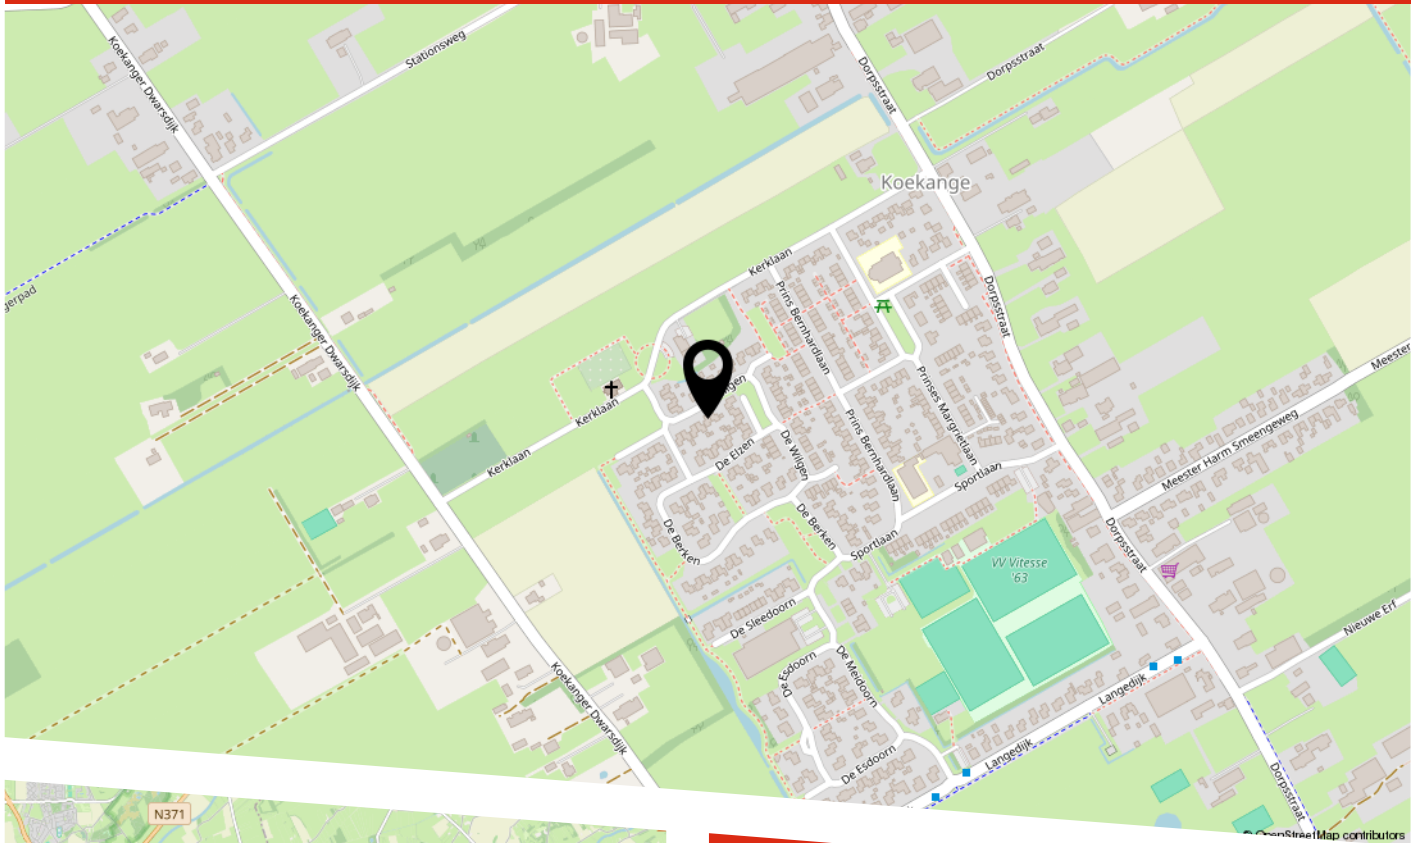 Koekanger Dwarsdijk
Stationsweg
Dorpsstraat
Dorpsstraat
Koekange
Kerklaan
Prins Bernhardlaan
Dorpsstraat
Koekanger Dwarsdijk
Kerklaan
Prinses Margrietlaan
Meester
Meester Harm Smeengeweg
Kerklaan
De Elzen
De Wilgen
Prins Bernhardlaan
Sportlaan
De Berken
De Berken
Sportlaan
Dorpsstraat
VV Vitesse
'63
De Sleedoorn
Nieuwe Erf
De Esdoorn
De Meidoorn
Koekanger Dwarsdijk
Langedijk
Langedijk
De Esdoorn
Dorpsstraat
N371
© OpenStreetMap contributors